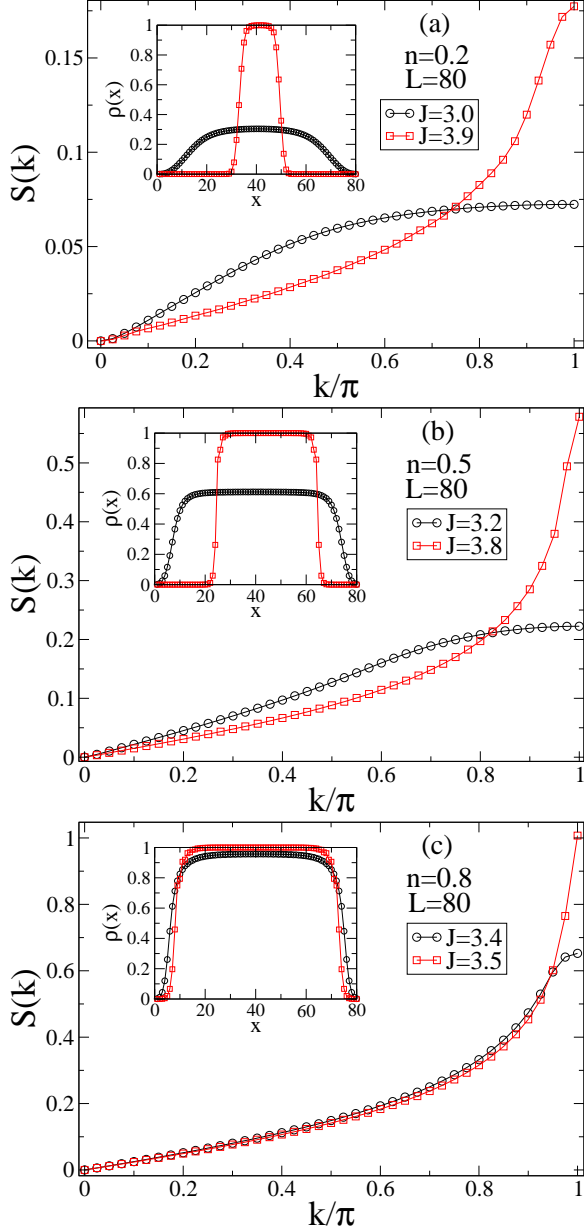 (a)
n=0.2
L=80
J=3.0
J=3.9
S(k)
0.15
0.1
0.05
0
0 0.2 0.4 0.6 0.8 1
k/π
ρ(x)
1
0.8
0.6
0.4
0.2
0
0 20 40 60 80
x
(b)
n=0.5
L=80
J=3.2
J=3.8
S(k)
0.5
0.4
0.3
0.2
0.1
0
0 0.2 0.4 0.6 0.8 1
k/π
ρ(x)
1
0.8
0.6
0.4
0.2
0
0 20 40 60 80
x
(c)
n=0.8
L=80
J=3.4
J=3.5
S(k)
1
0.8
0.6
0.4
0.2
0
0 0.2 0.4 0.6 0.8 1
k/π
ρ(x)
1
0.8
0.6
0.4
0.2
0
0 20 40 60 80
x